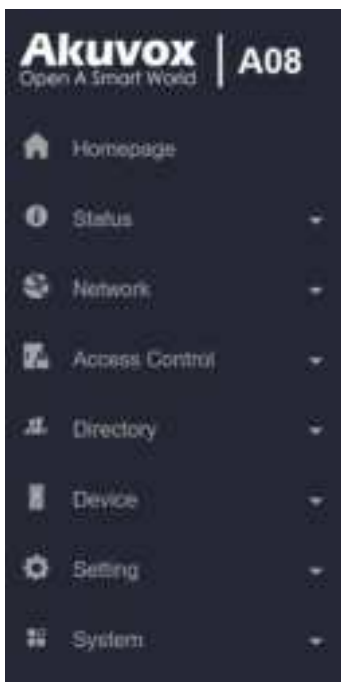 Akuvox | A08
Open A Smart World
Homepage
Status
Network
Access Control
Directory
Device
Setting
System